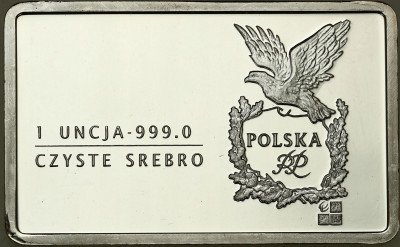 1 UNCJA-999.0
CZYSTE SREBRO
POLSKA